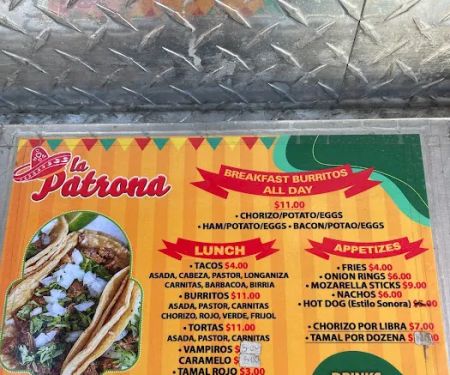 la
Patrona
BREAKFAST BURRITOS
ALL DAY
$11.00
• CHORIZO/POTATO/EGGS
• HAM/POTATO/EGGS • BACON/POTAO/EGGS
LUNCH
• TACOS $4.00
ASADA, CABEZA, PASTOR, LONGANIZA
CARNITAS, BARBACOA, BIRRIA
• BURRITOS $11.00
ASADA, PASTOR, CARNITAS
CHORIZO, ROJO, VERDE, FRIJOL
• TORTAS $11.00
ASADA, PASTOR, CARNITAS
• VAMPIROS
CARAMELO
• TAMAL ROJO $3.00
APPETIZES
• FRIES $4.00
• ONION RINGS $6.00
• MOZARELLA STICKS $9.00
• NACHOS $6.00
• HOT DOG (Estilo Sonora)
• CHORIZO POR LIBRA $7.00
• TAMAL POR DOZENA
DRINKS